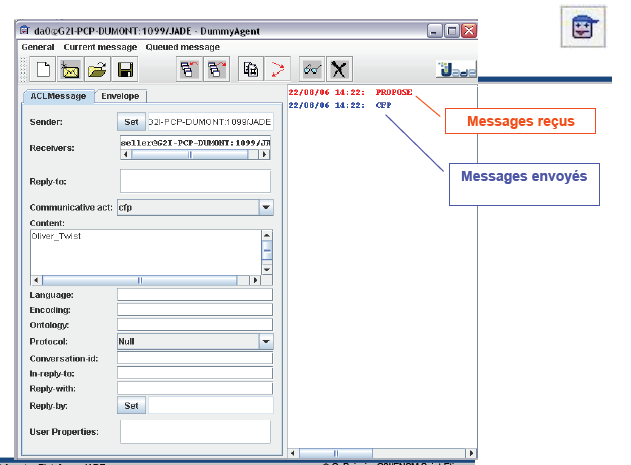 da0@G2I-PCP-DUMONT:1099/JADE - DummyAgent
General Current message Queued message
Jade
ACLMessage Envelope
Sender: Set G2I-PCP-DUMONT:1099/JADE
Receivers: seller@G2I-PCP-DUMONT:1099/JA
Reply-to:
Communicative act: cfp
Content:
Oliver_Twist
Language:
Encoding:
Ontology:
Protocol: Null
Conversation-id:
In-reply-to:
Reply-with:
Reply-by: Set
User Properties:
22/08/06 14:22: PROPOSE
22/08/06 14:22: CFP
Messages reçus
Messages envoyés